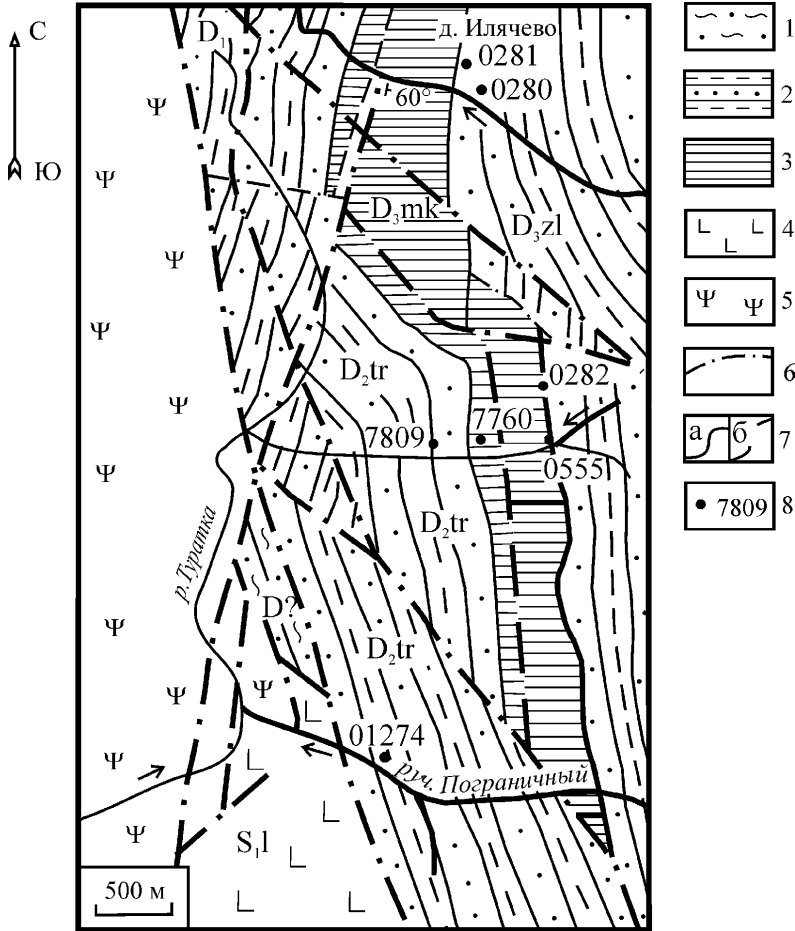 С
Ю
D₁
д. Илячево
0281
0280
60°
D₃mk
D₃zl
D₂tr
0282
7809
7760
0555
D₂tr
р. Туратка
D?
D₂tr
01274
руч. Пограничный
S₁l
500 м
1
2
3
4
5
6
а б 7
7809 8